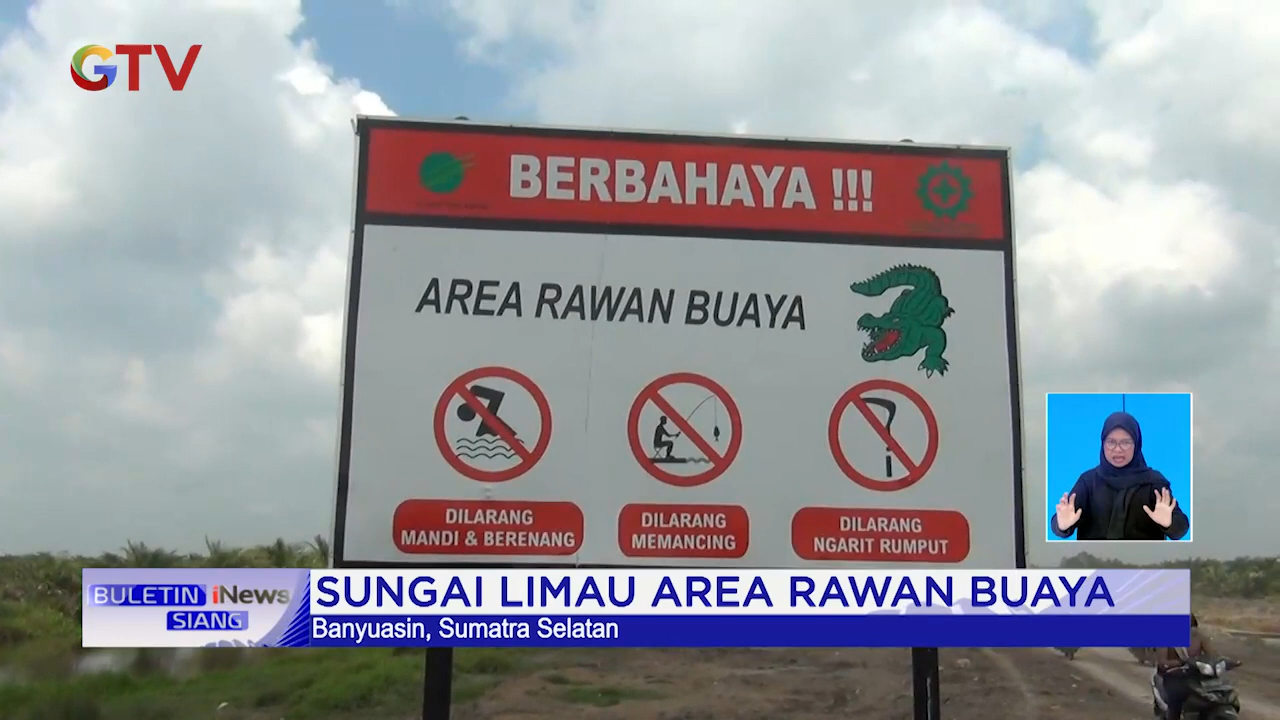 GTV
BERBAHAYA !!!
AREA RAWAN BUAYA
DILARANG
MANDI & BERENANG
DILARANG
MEMANCING
DILARANG
NGARIT RUMPUT
BULETIN iNews
SIANG
SUNGAI LIMAU AREA RAWAN BUAYA
Banyuasin, Sumatra Selatan